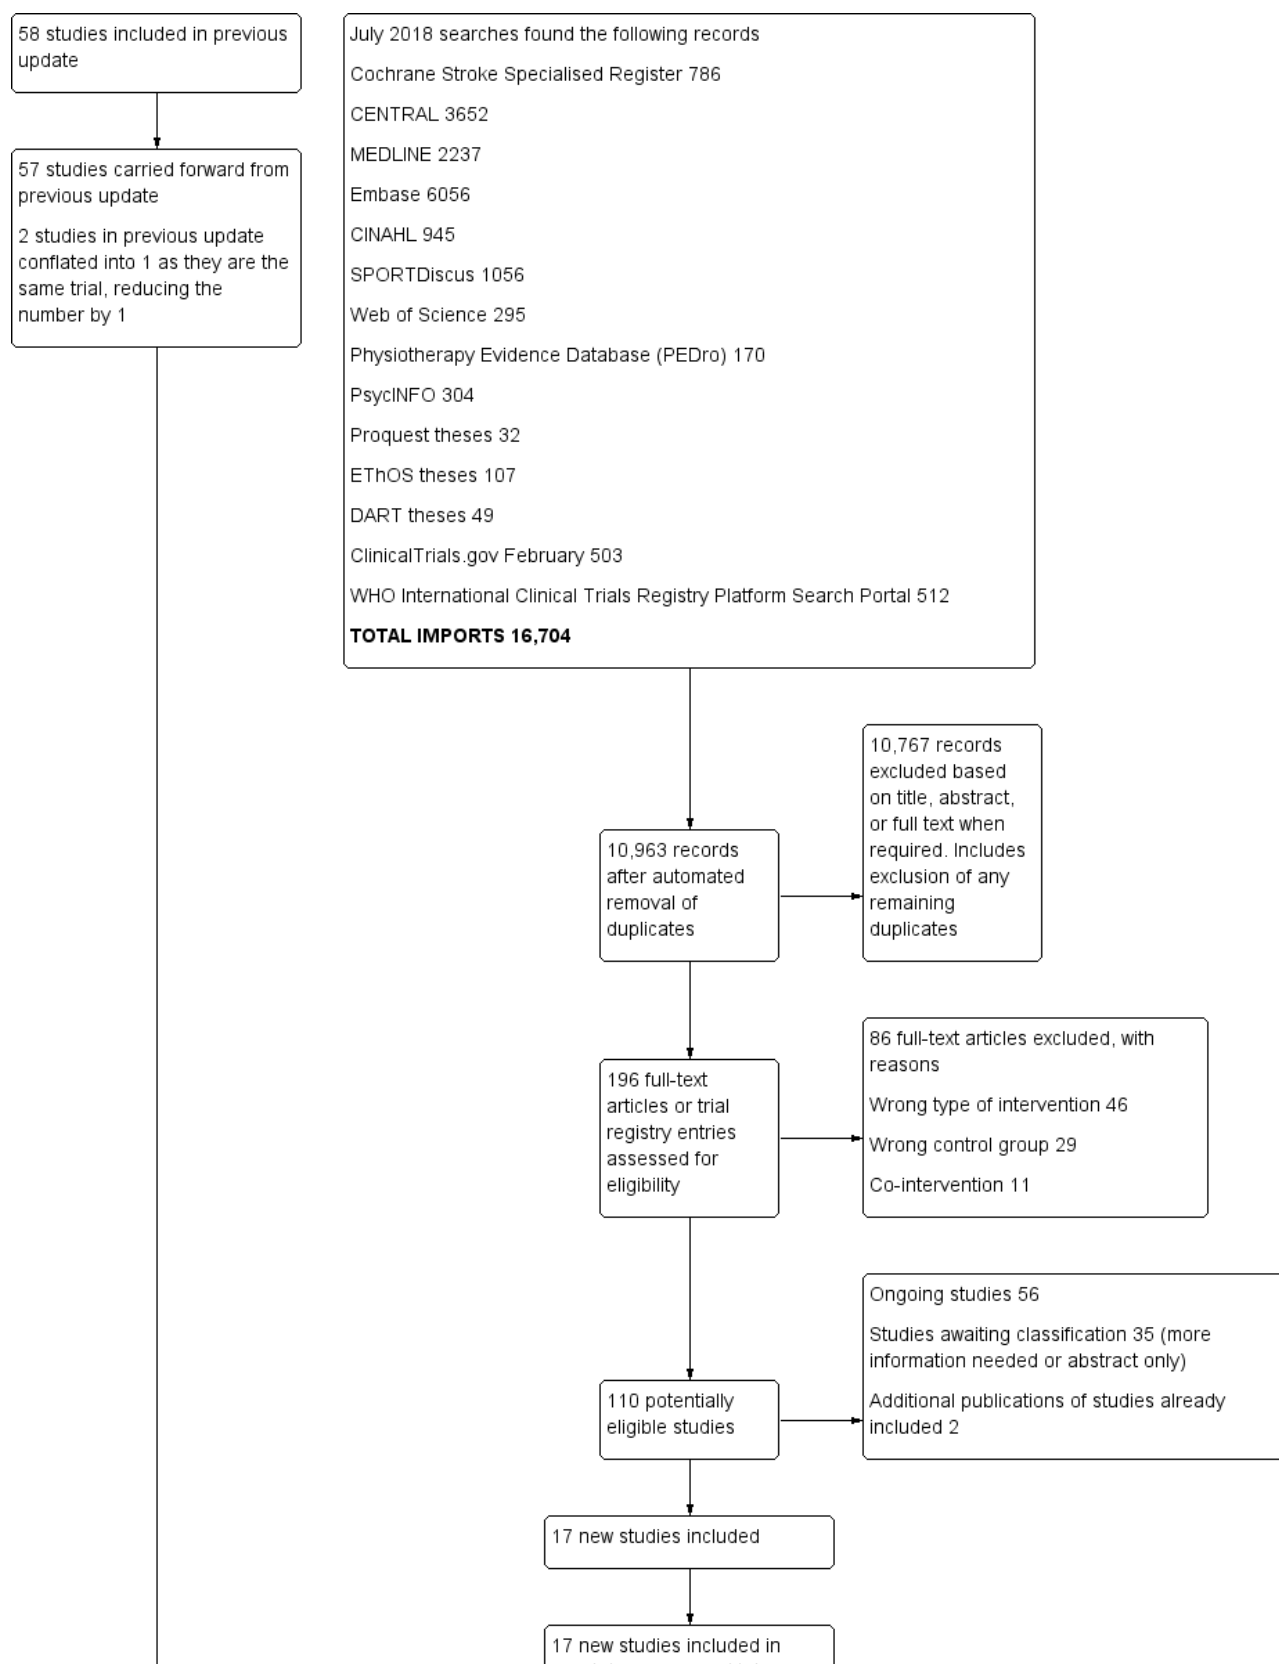 58 studies included in previous
update
57 studies carried forward from
previous update
2 studies in previous update
conflated into 1 as they are the
same trial, reducing the
number by 1
July 2018 searches found the following records
Cochrane Stroke Specialised Register 786
CENTRAL 3652
MEDLINE 2237
Embase 6056
CINAHL 945
SPORTDiscus 1056
Web of Science 295
Physiotherapy Evidence Database (PEDro) 170
PsycINFO 304
Proquest theses 32
EThOS theses 107
DART theses 49
ClinicalTrials.gov February 503
WHO International Clinical Trials Registry Platform Search Portal 512
TOTAL IMPORTS 16,704
10,767 records
excluded based
on title, abstract,
or full text when
required. Includes
exclusion of any
remaining
duplicates
10,963 records
after automated
removal of
duplicates
86 full-text articles excluded, with
reasons
Wrong type of intervention 46
Wrong control group 29
Co-intervention 11
196 full-text
articles or trial
registry entries
assessed for
eligibility
Ongoing studies 56
Studies awaiting classification 35 (more
information needed or abstract only)
Additional publications of studies already
included 2
110 potentially
eligible studies
17 new studies included
17 new studies included in